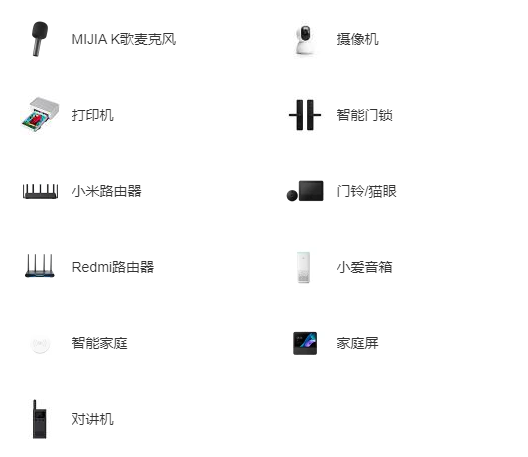 MIJIA K歌麦克风
摄像机
打印机
智能门锁
小米路由器
门铃/猫眼
Redmi路由器
小爱音箱
智能家庭
家庭屏
对讲机